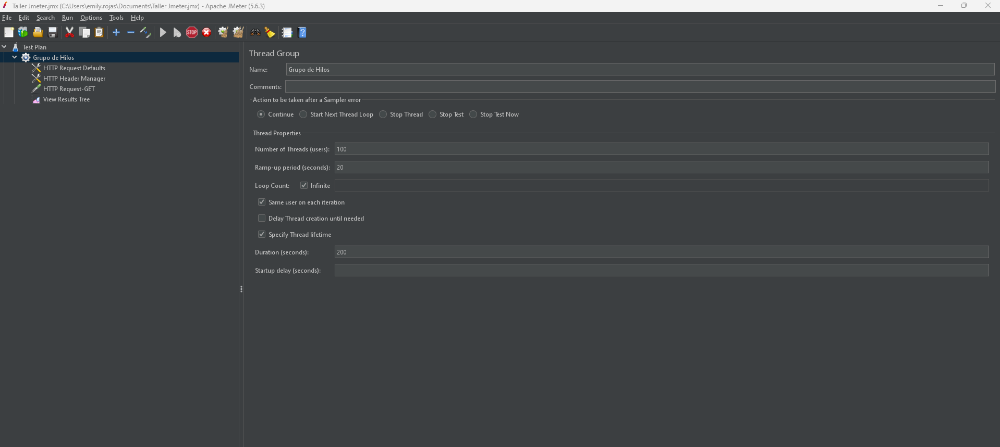 Taller Jmeter.jmx (C:\Users\emily.rojas\Documents\Taller Jmeter.jmx) - Apache JMeter (5.6.3)
File Edit Search Run Options Tools Help
STOP
Test Plan
Grupo de Hilos
HTTP Request Defaults
HTTP Header Manager
HTTP Request-GET
View Results Tree
Thread Group
Name: Grupo de Hilos
Comments:
Action to be taken after a Sampler error
Continue Start Next Thread Loop Stop Thread Stop Test Stop Test Now
Thread Properties
Number of Threads (users): 100
Ramp-up period (seconds): 20
Loop Count: Infinite
Same user on each iteration
Delay Thread creation until needed
Specify Thread lifetime
Duration (seconds): 200
Startup delay (seconds):